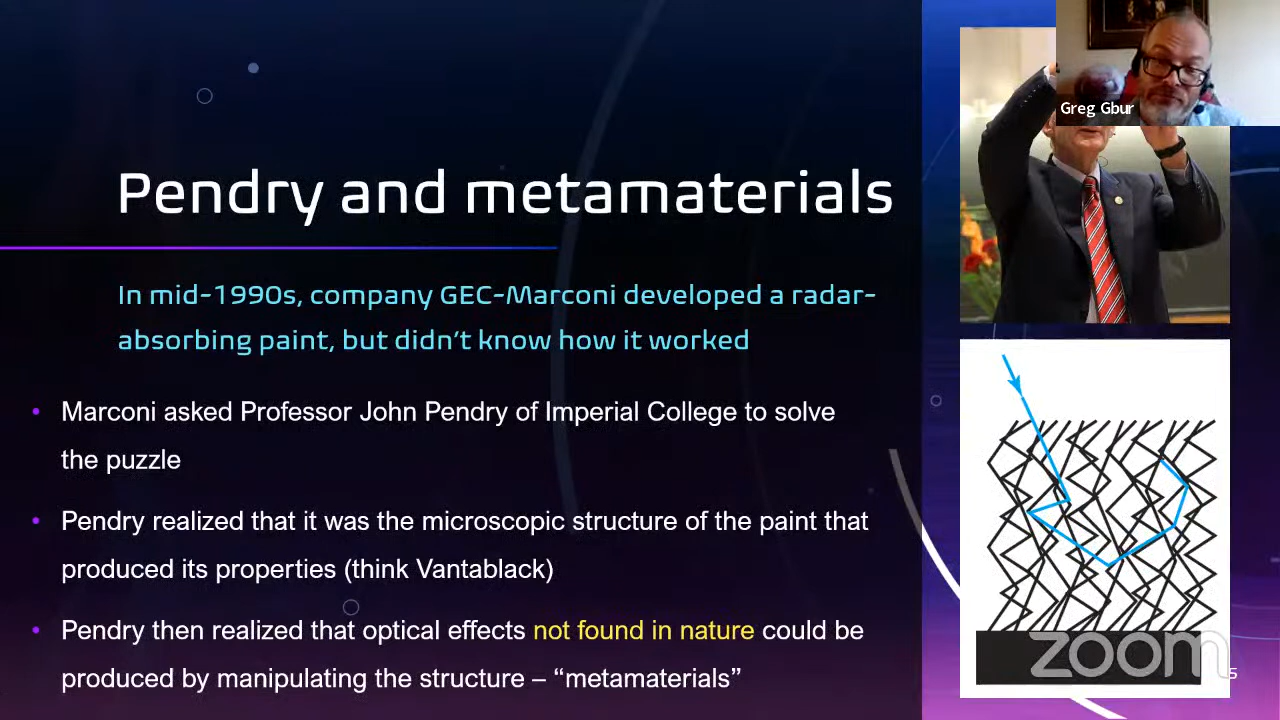 Greg Gbur
Pendry and metamaterials
In mid-1990s, company GEC-Marconi developed a radar-
absorbing paint, but didn't know how it worked
• Marconi asked Professor John Pendry of Imperial College to solve
the puzzle
• Pendry realized that it was the microscopic structure of the paint that
produced its properties (think Vantablack)
• Pendry then realized that optical effects not found in nature could be
produced by manipulating the structure – “metamaterials”
zoom